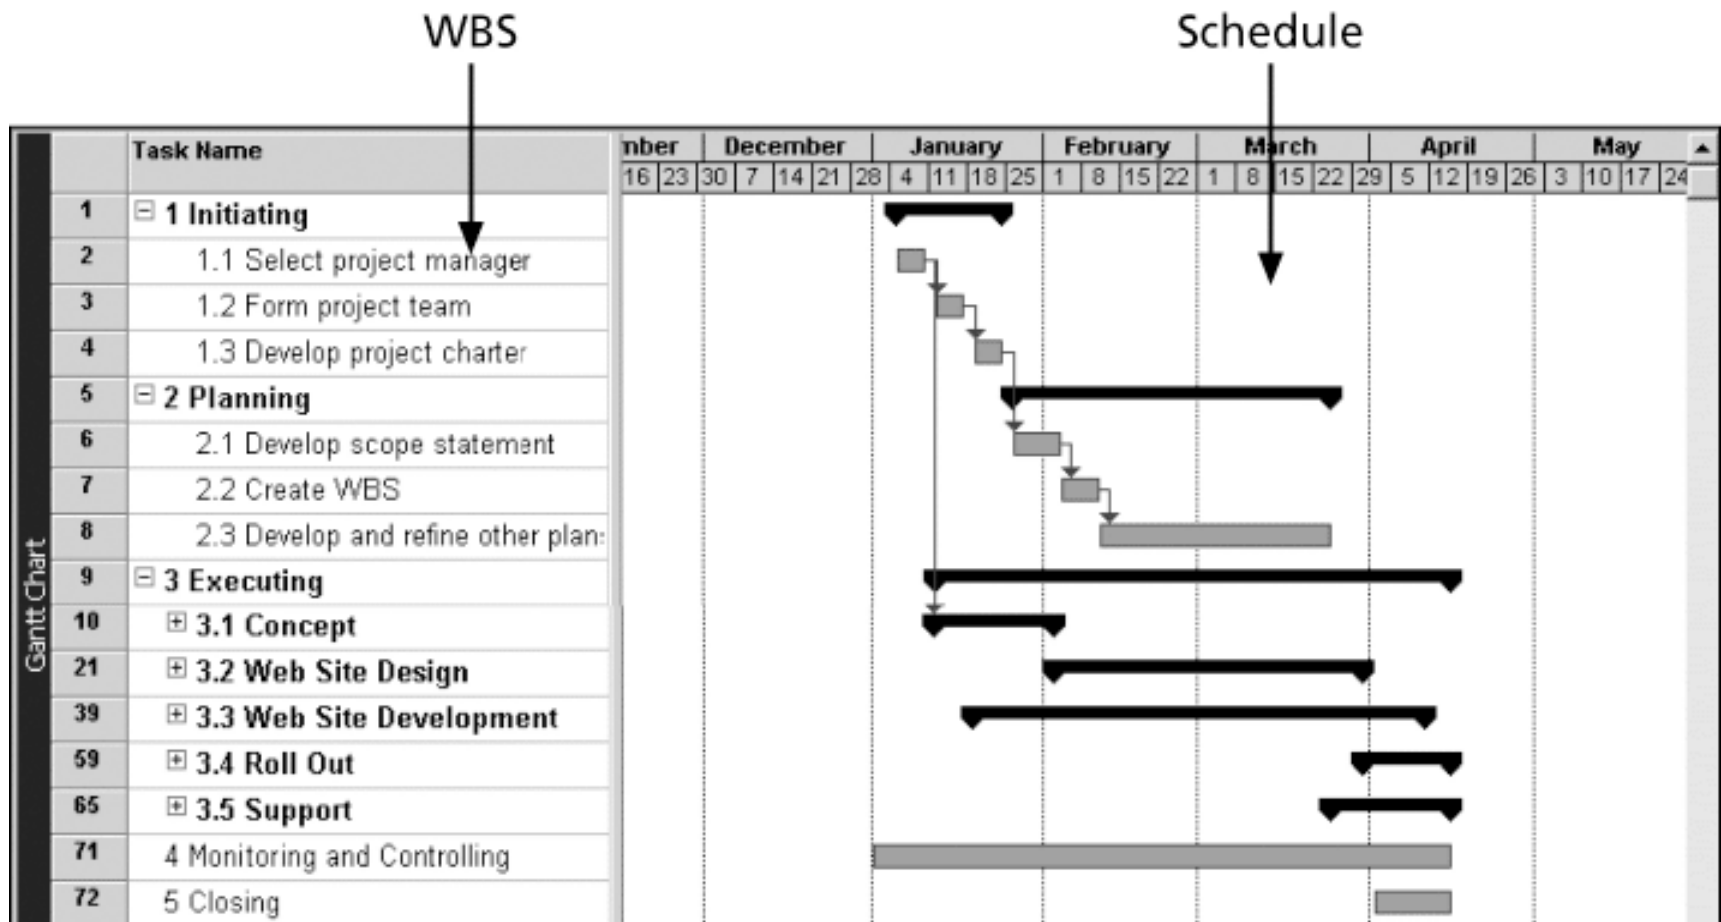 WBS Schedule
Task Name mber December January February March April May
16 23 30 7 14 21 28 4 11 18 25 1 8 15 22 1 8 15 22 29 5 12 19 26 3 10 17 24
1 1 Initiating
2 1.1 Select project manager
3 1.2 Form project team
4 1.3 Develop project charter
5 2 Planning
6 2.1 Develop scope statement
7 2.2 Create WBS
8 2.3 Develop and refine other plan
9 3 Executing
10 3.1 Concept
21 3.2 Web Site Design
39 3.3 Web Site Development
59 3.4 Roll Out
65 3.5 Support
71 4 Monitoring and Controlling
72 5 Closing
Gantt Chart